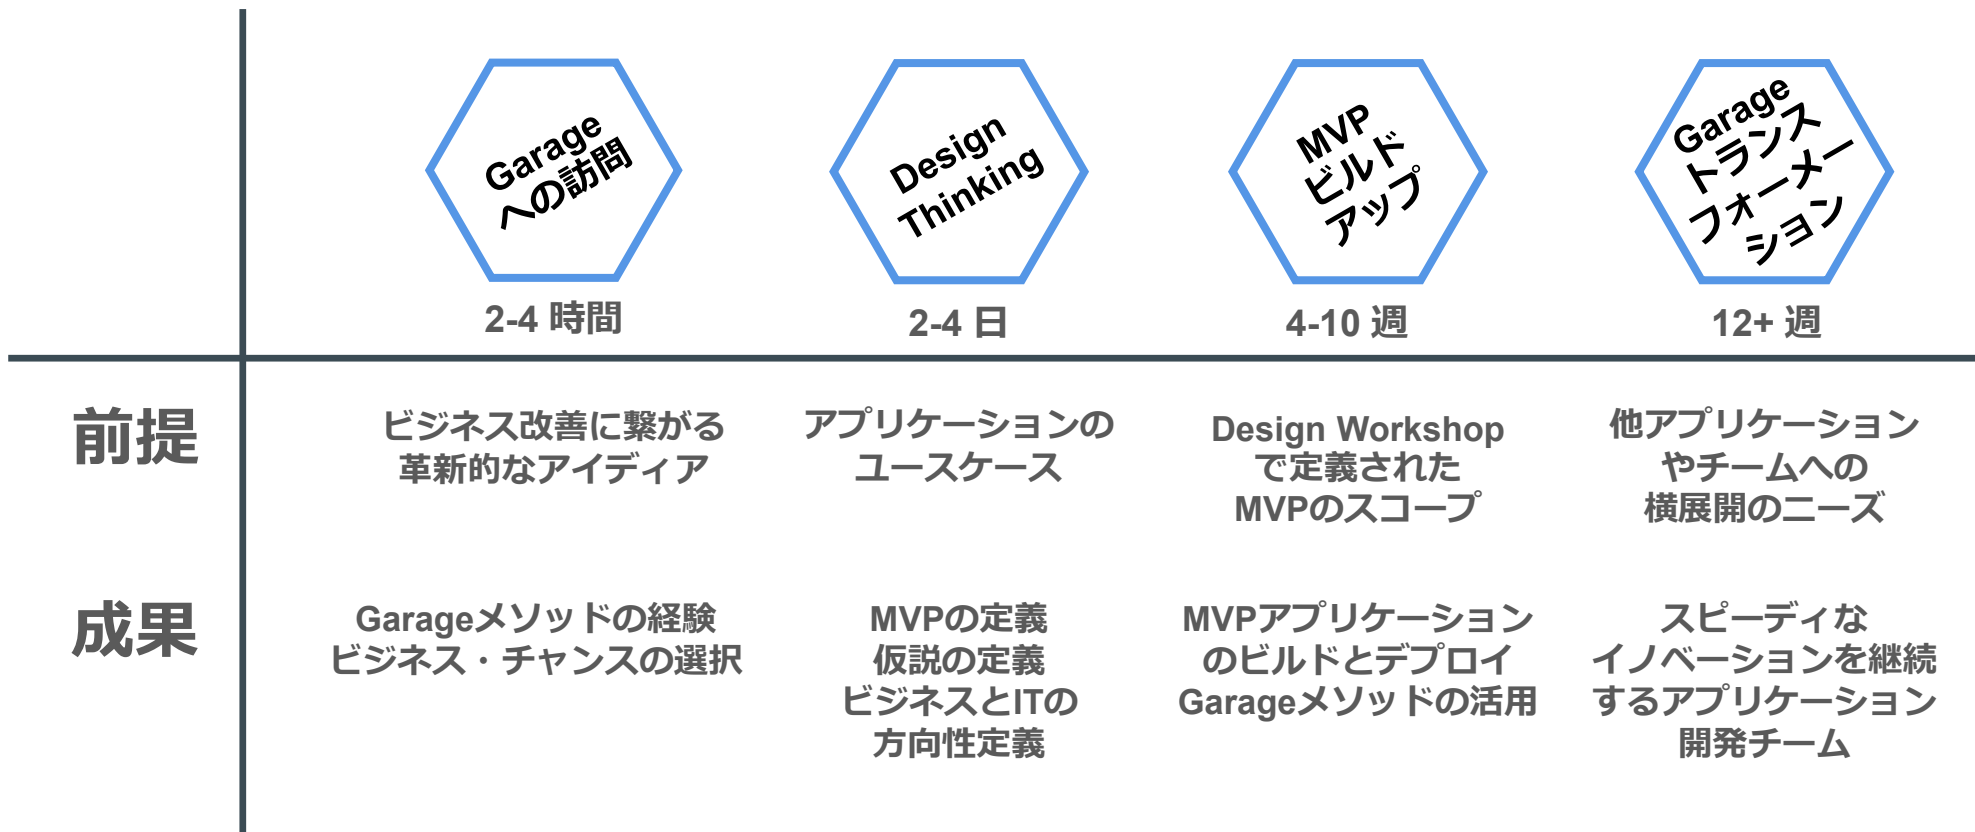 Garage
への訪問
2-4 時間
Design
Thinking
2-4 日
MVP
ビルド
アップ
4-10 週
Garage
トランス
フォーメー
ション
12+ 週
前提
ビジネス改善に繋がる
革新的なアイディア
アプリケーションの
ユースケース
Design Workshop
で定義された
MVPのスコープ
他アプリケーション
やチームへの
横展開のニーズ
成果
Garageメソッドの経験
ビジネス・チャンスの選択
MVPの定義
仮説の定義
ビジネスとITの
方向性定義
MVPアプリケーション
のビルドとデプロイ
Garageメソッドの活用
スピーディな
イノベーションを継続
するアプリケーション
開発チーム